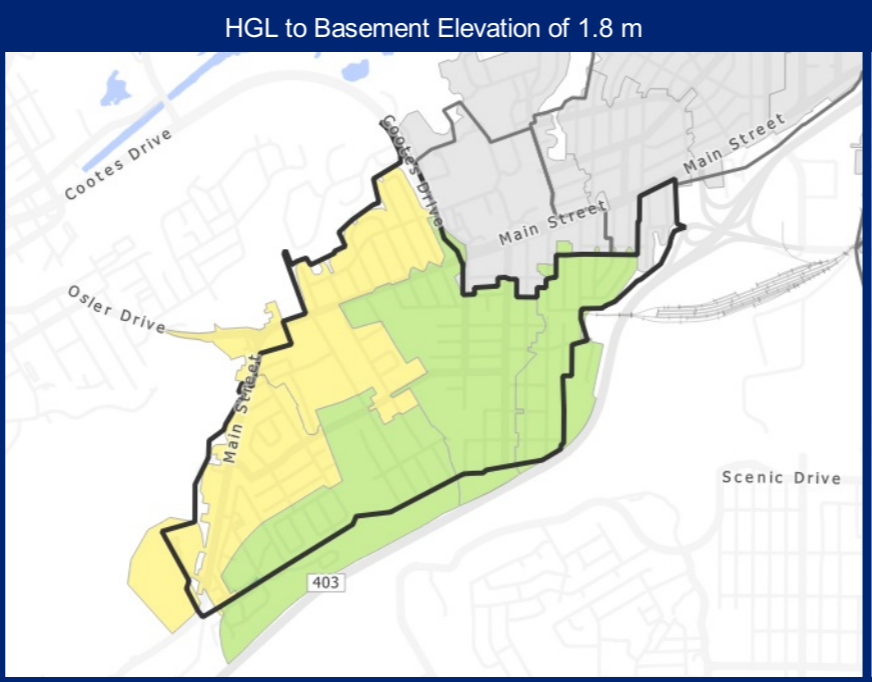 HGL to Basement Elevation of 1.8 m
Cootes Drive
Cootes Drive
Main Street
Main Street
Osler Drive
Main Street
Scenic Drive
403